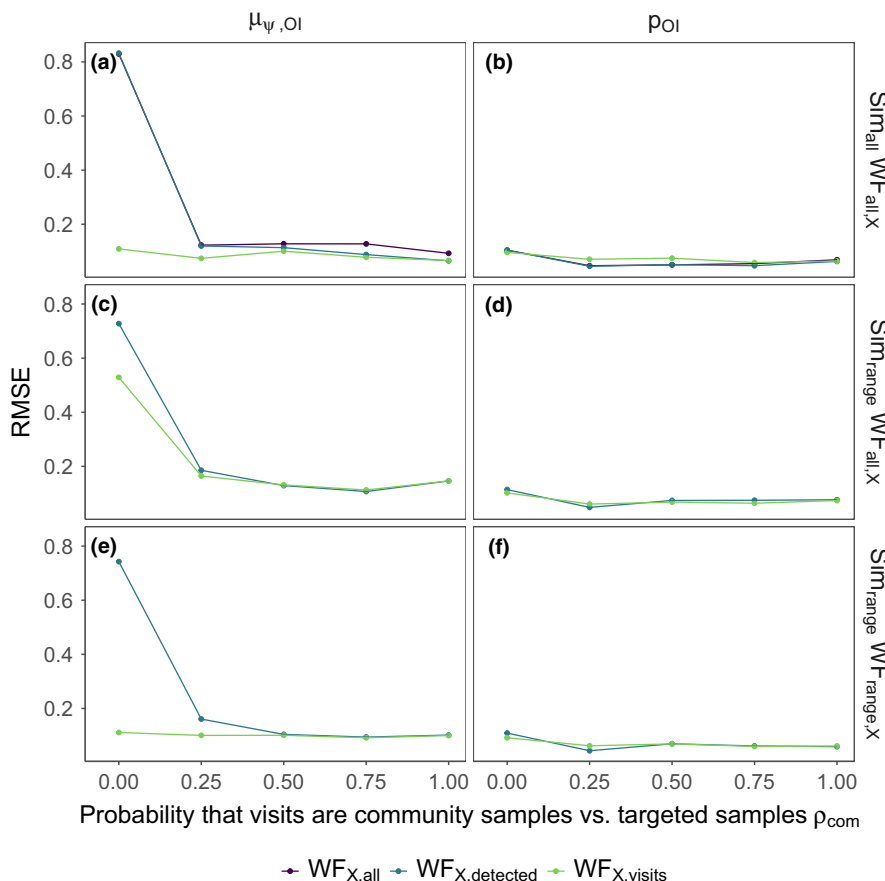 μψ,OI pOI
(a) (b)
0.8
0.6
0.4
0.2
Simall WFall,X
(c) (d)
0.8
0.6
0.4
0.2
Simrange WFall,X
RMSE
(e) (f)
0.8
0.6
0.4
0.2
Simrange WFrange,X
0.00 0.25 0.50 0.75 1.00 0.00 0.25 0.50 0.75 1.00
Probability that visits are community samples vs. targeted samples ρcom
WFX,all WFX,detected WFX,visits